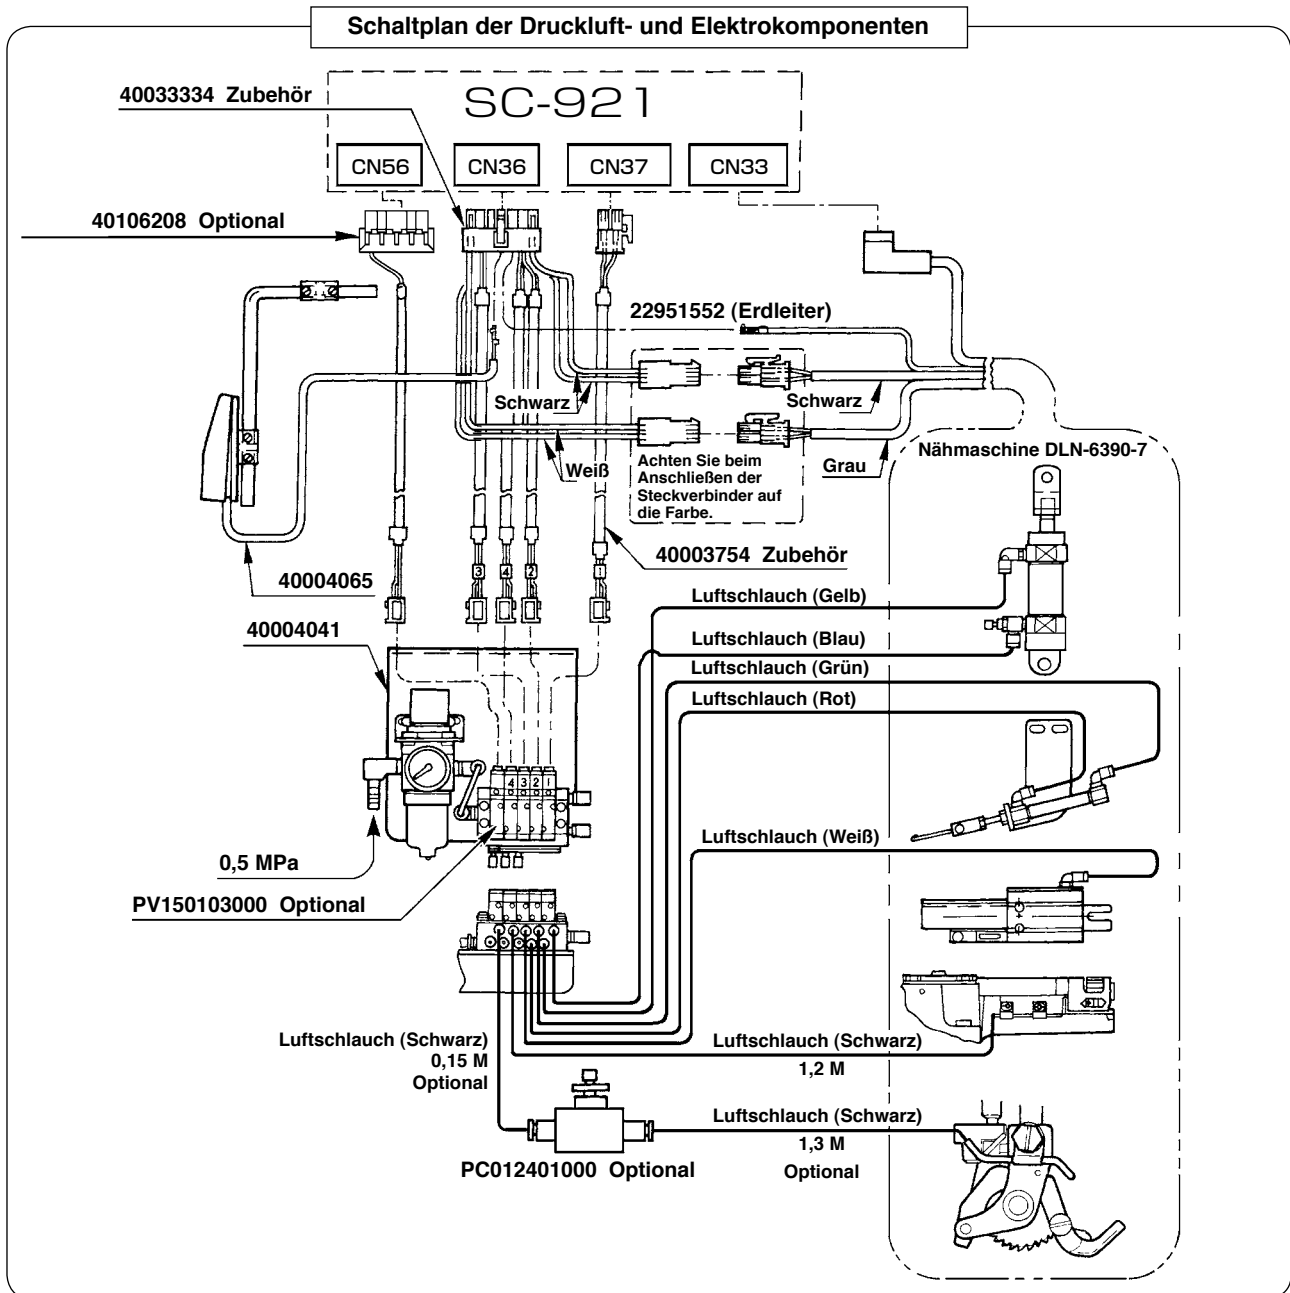 Schaltplan der Druckluft- und Elektrokomponenten
40033334 Zubehör
SC-921
CN56
CN36
CN37
CN33
40106208 Optional
22951552 (Erdleiter)
Schwarz
Schwarz
Weiß
Grau
Achten Sie beim
Anschließen der
Steckverbinder auf
die Farbe.
Nähmaschine DLN-6390-7
40003754 Zubehör
40004065
3
4
2
1
40004041
Luftschlauch (Gelb)
Luftschlauch (Blau)
Luftschlauch (Grün)
Luftschlauch (Rot)
4 3 2 1
0,5 MPa
Luftschlauch (Weiß)
PV150103000 Optional
Luftschlauch (Schwarz)
0,15 M
Optional
Luftschlauch (Schwarz)
1,2 M
Luftschlauch (Schwarz)
1,3 M
Optional
PC012401000 Optional